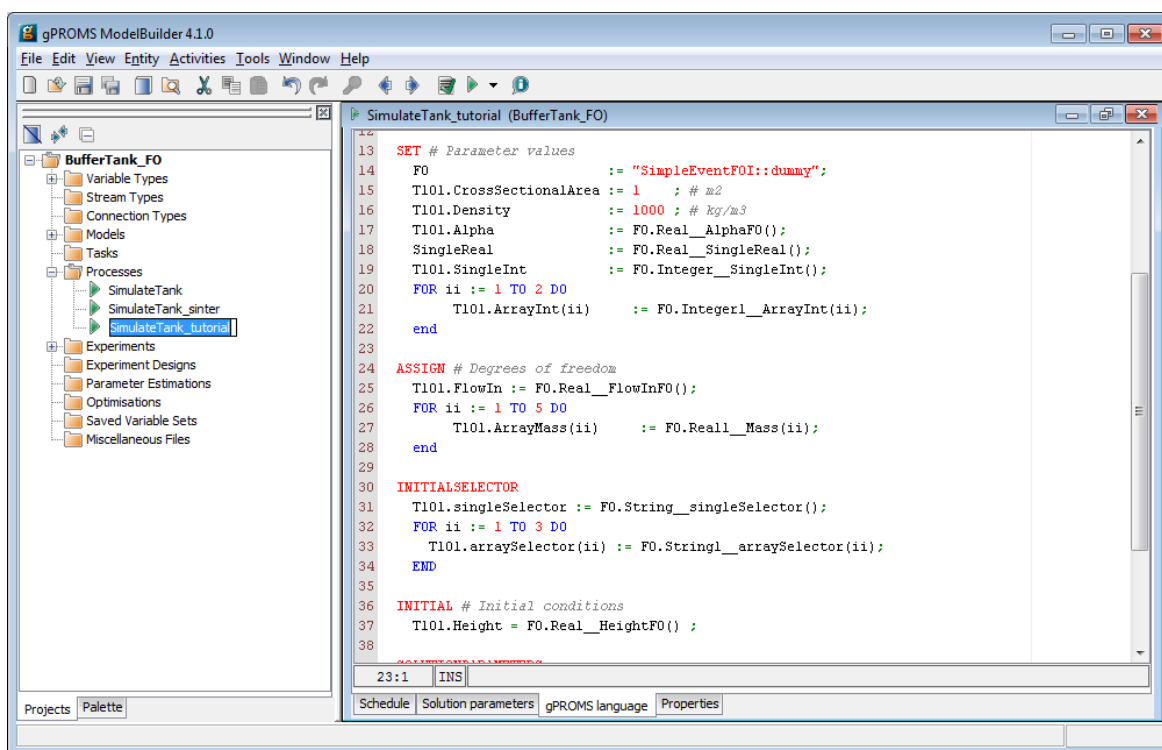 gPROMS ModelBuilder 4.1.0
File Edit View Entity Activities Tools Window Help
BufferTank_FO
Variable Types
Stream Types
Connection Types
Models
Tasks
Processes
SimulateTank
SimulateTank_sinter
SimulateTank_tutorial
Experiments
Experiment Designs
Parameter Estimations
Optimisations
Saved Variable Sets
Miscellaneous Files
Projects Palette
SimulateTank_tutorial (BufferTank_FO)
12
13 SET # Parameter values
14 FO := "SimpleEventFOI::dummy";
15 T101.CrossSectionalArea := 1 ; # m2
16 T101.Density := 1000 ; # kg/m3
17 T101.Alpha := FO.Real__AlphaFO();
18 SingleReal := FO.Real__SingleReal();
19 T101.SingleInt := FO.Integer__SingleInt();
20 FOR ii := 1 TO 2 DO
21 T101.ArrayInt(ii) := FO.Integer1__ArrayInt(ii);
22 end
23
24 ASSIGN # Degrees of freedom
25 T101.FlowIn := FO.Real__FlowInFO();
26 FOR ii := 1 TO 5 DO
27 T101.ArrayMass(ii) := FO.Real1__Mass(ii);
28 end
29
30 INITIALSELECTOR
31 T101.singleSelector := FO.String__singleSelector();
32 FOR ii := 1 TO 3 DO
33 T101.arraySelector(ii) := FO.String1__arraySelector(ii);
34 END
35
36 INITIAL # Initial conditions
37 T101.Height = FO.Real__HeightFO() ;
38
SOLUTIONPARAMETERS
23:1 INS
Schedule Solution parameters gPROMS language Properties